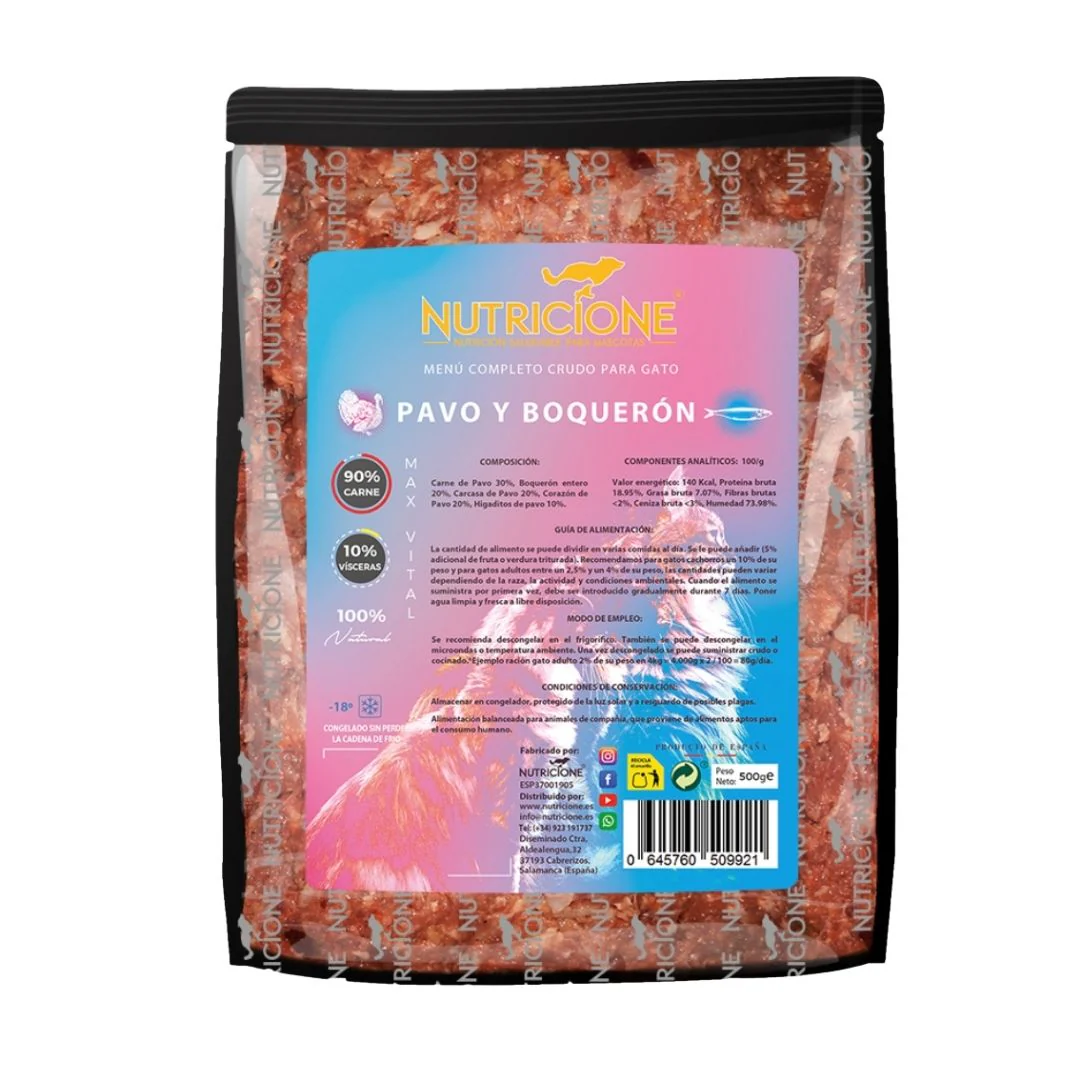 NUTRICIONE®
NUTRICIÓN SALUDABLE PARA MASCOTAS
MENÚ COMPLETO CRUDO PARA GATO
PAVO Y BOQUERÓN
90%
CARNE
10%
VÍSCERAS
100%
Natural
MAX VITAL
-18º
CONGELADO SIN PERDE
LA CADENA DE FRIO
COMPOSICIÓN:
Carne de Pavo 30%, Boquerón entero
20%, Carcasa de Pavo 20%, Corazón de
Pavo 20%, Higaditos de pavo 10%.
COMPONENTES ANALÍTICOS: 100/g
Valor energético: 140 Kcal, Proteína bruta
18.95%, Grasa bruta 7.07%, Fibras brutas
<2%, Ceniza bruta <3%, Humedad 73.98%.
GUÍA DE ALIMENTACIÓN:
La cantidad de alimento se puede dividir en varias comidas al día. Se le puede añadir (5%
adicional de fruta o verdura triturada). Recomendamos para gatos cachorros un 10% de su
peso y para gatos adultos entre un 2,5% y un 4% de su peso, las cantidades pueden variar
dependiendo de la raza, la actividad y condiciones ambientales. Cuando el alimento se
suministra por primera vez, debe ser introducido gradualmente durante 7 días. Poner
agua limpia y fresca a libre disposición.
MODO DE EMPLEO:
Se recomienda descongelar en el frigorífico. También se puede descongelar en el
microondas o temperatura ambiente. Una vez descongelado se puede suministrar crudo o
cocinado.*Ejemplo ración gato adulto 2% de su peso en 4kg = 4.000g x 2 / 100 = 80g/día.
CONDICIONES DE CONSERVACIÓN:
Almacenar en congelador, protegido de la luz solar y a resguardo de posibles plagas.
Alimentación balanceada para animales de compañía, que proviene de alimentos aptos para
el consumo humano.
Fabricado por:
NUTRICIONE
ESP37001905
Distribuido por:
www.nutricione.es
info@nutricione.es
Tel: (+34) 923 191737
Diseminado Ctra,
Aldealengua,32
37193 Cabrerizos,
Salamanca (España)
PRODUCTO DE ESPAÑA
RECICLA
Al amarillo
Peso
Neto: 500g e
0 645760 509921